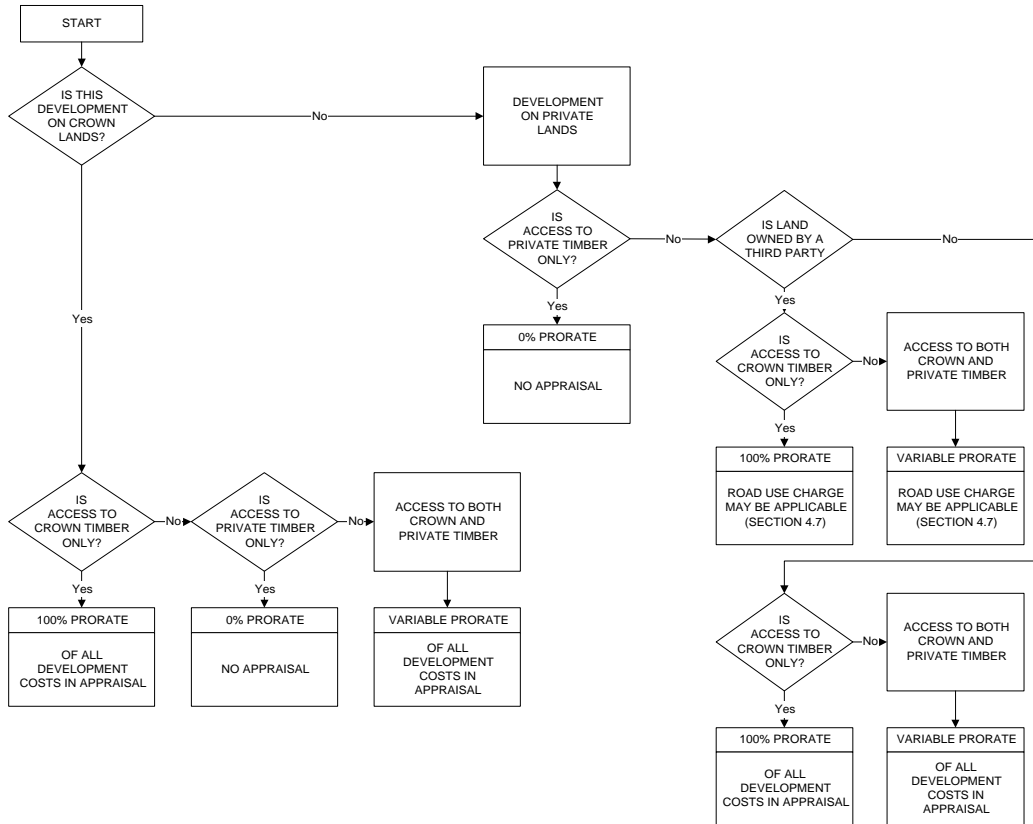 START
IS THIS
DEVELOPMENT
ON CROWN
LANDS?
No
DEVELOPMENT
ON PRIVATE
LANDS
IS
ACCESS TO
PRIVATE TIMBER
ONLY?
No
IS LAND
OWNED BY A
THIRD PARTY
No
Yes
Yes
Yes
0% PRORATE
NO APPRAISAL
IS
ACCESS TO
CROWN TIMBER
ONLY?
No
ACCESS TO BOTH
CROWN AND
PRIVATE TIMBER
Yes
100% PRORATE
ROAD USE CHARGE
MAY BE APPLICABLE
(SECTION 4.7)
VARIABLE PRORATE
ROAD USE CHARGE
MAY BE APPLICABLE
(SECTION 4.7)
IS
ACCESS TO
CROWN TIMBER
ONLY?
No
IS
ACCESS TO
PRIVATE TIMBER
ONLY?
No
ACCESS TO BOTH
CROWN AND
PRIVATE TIMBER
Yes
Yes
100% PRORATE
OF ALL
DEVELOPMENT
COSTS IN APPRAISAL
0% PRORATE
NO APPRAISAL
VARIABLE PRORATE
OF ALL
DEVELOPMENT
COSTS IN
APPRAISAL
IS
ACCESS TO
CROWN TIMBER
ONLY?
No
ACCESS TO BOTH
CROWN AND
PRIVATE TIMBER
Yes
100% PRORATE
OF ALL
DEVELOPMENT
COSTS IN APPRAISAL
VARIABLE PRORATE
OF ALL
DEVELOPMENT
COSTS IN
APPRAISAL